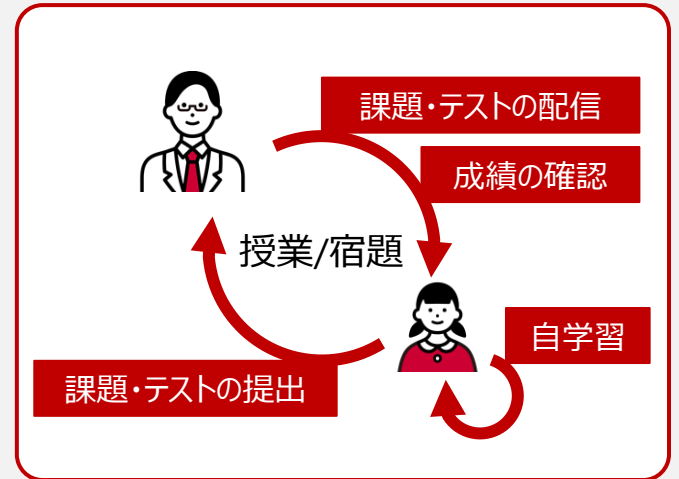 課題・テストの配信
成績の確認
授業/宿題
自学習
課題・テストの提出